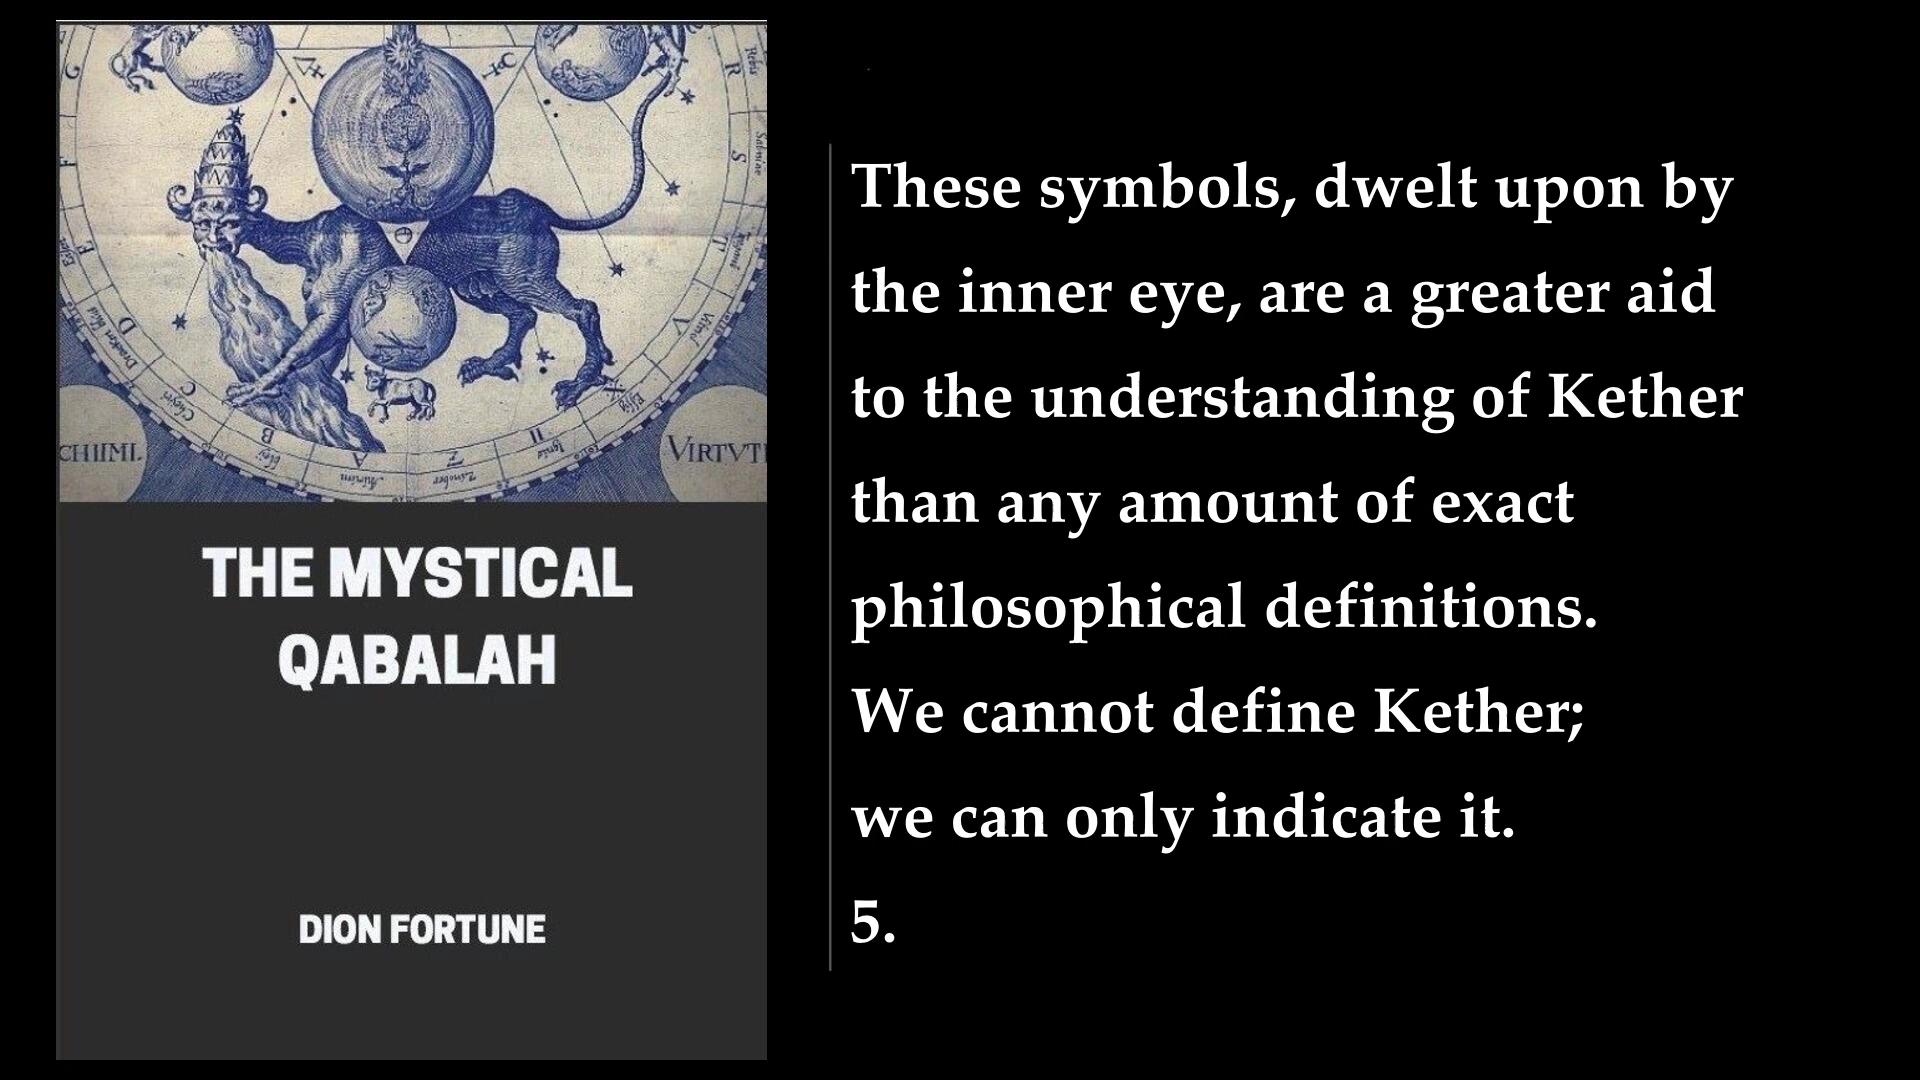 CHIIMI.
VIRTVT
THE MYSTICAL
QABALAH
DION FORTUNE
These symbols, dwelt upon by
the inner eye, are a greater aid
to the understanding of Kether
than any amount of exact
philosophical definitions.
We cannot define Kether;
we can only indicate it.
5.